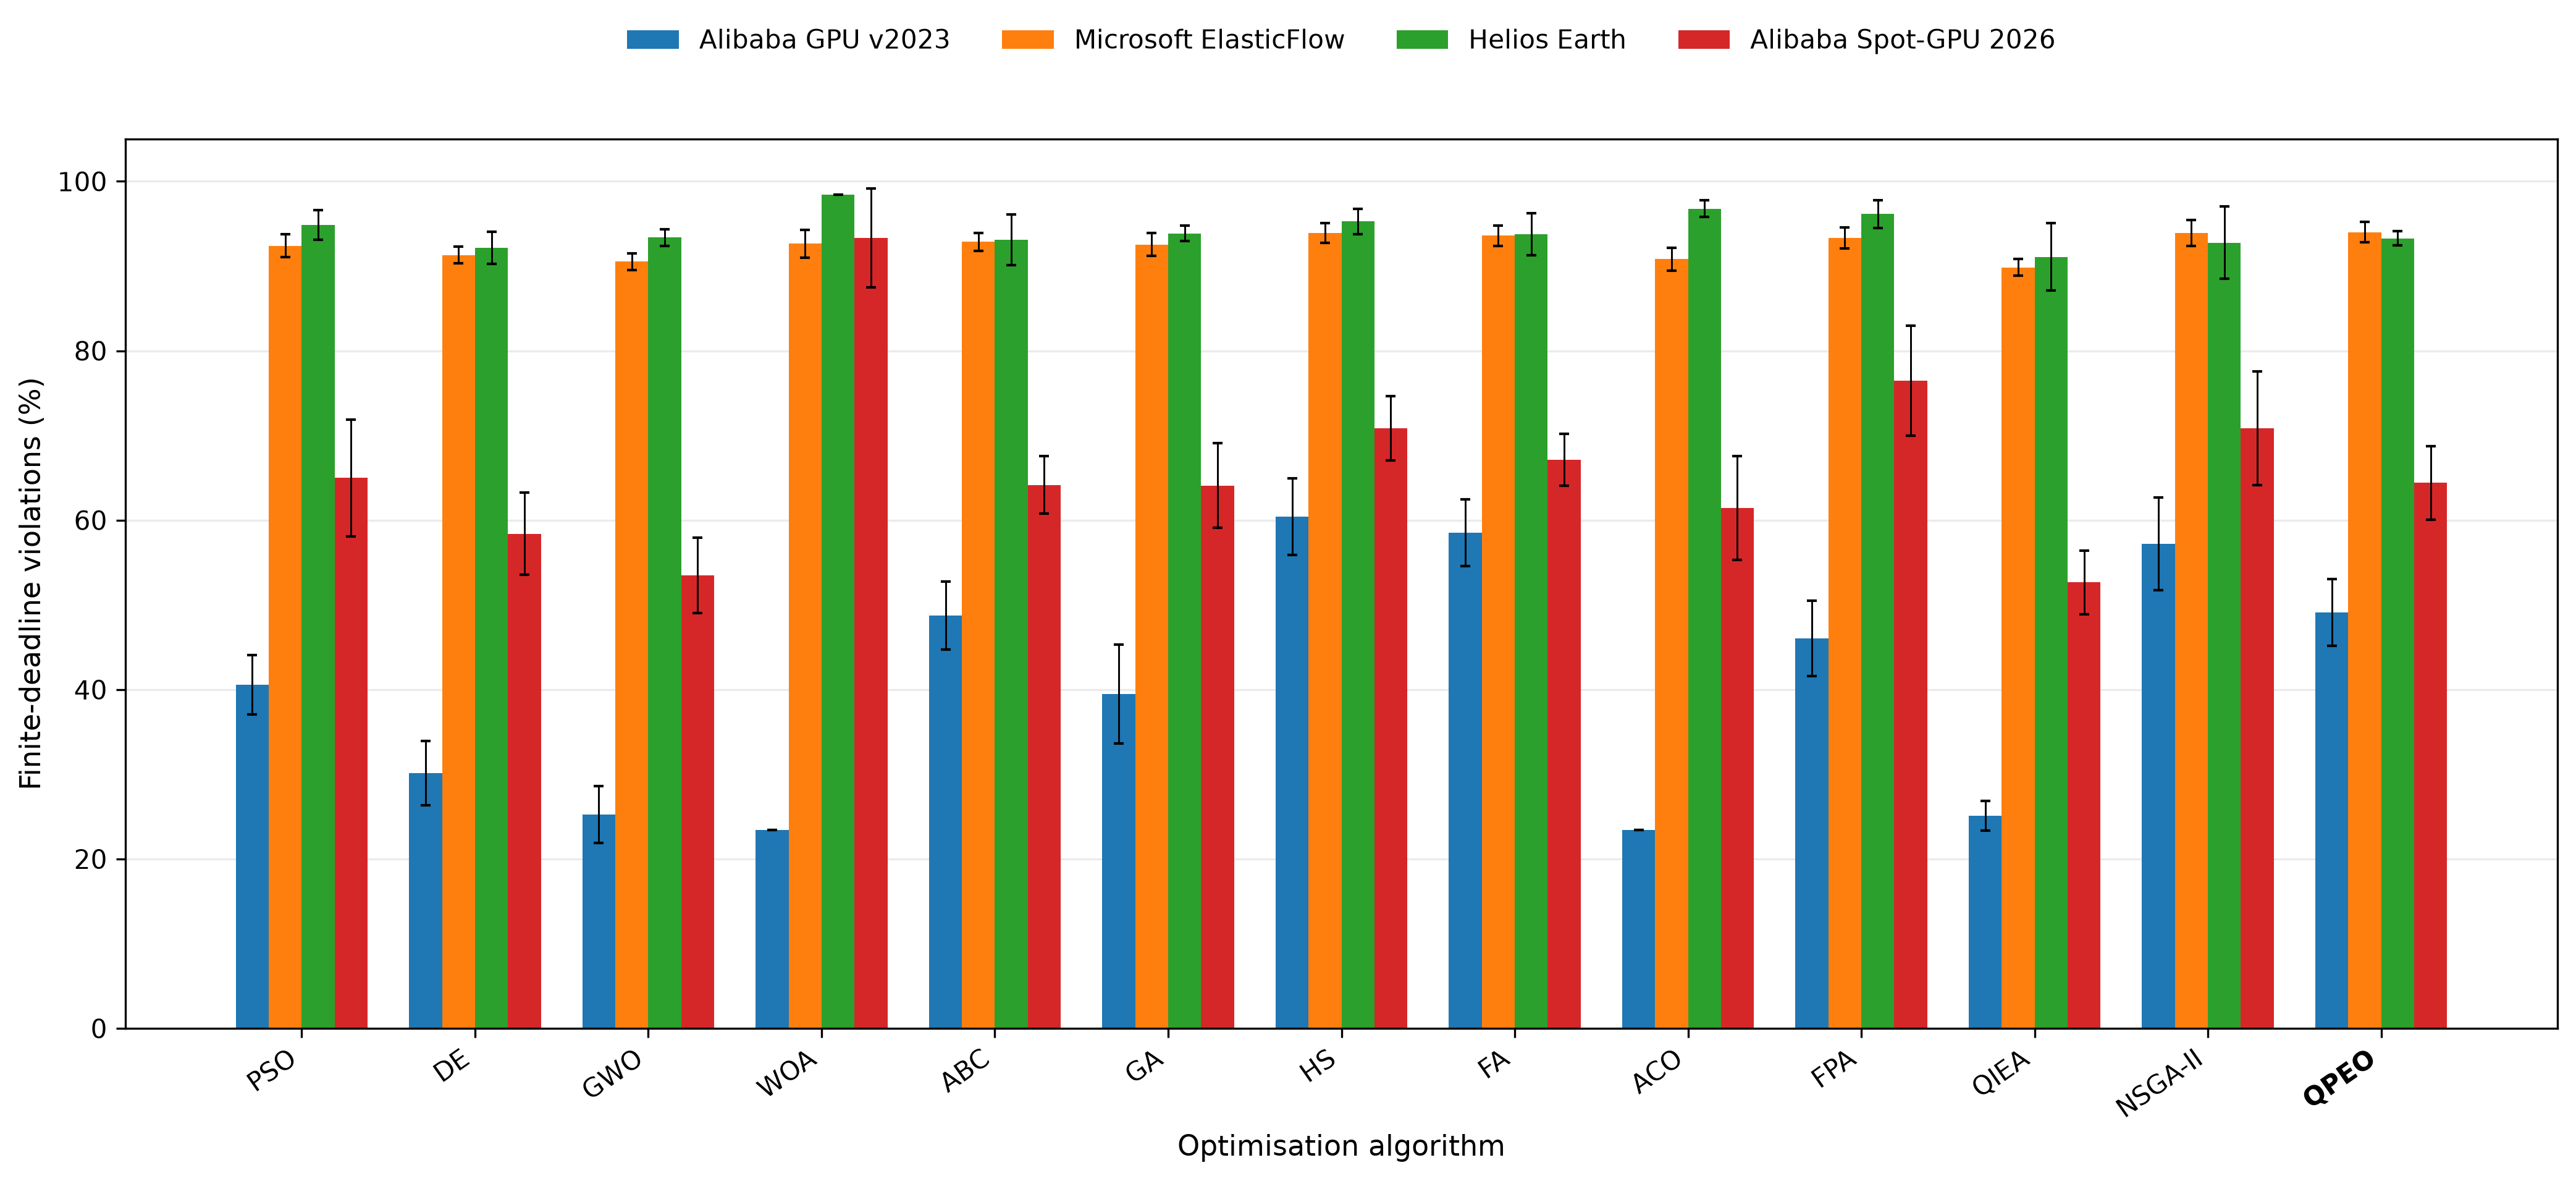 Alibaba GPU v2023 Microsoft ElasticFlow Helios Earth Alibaba Spot-GPU 2026
Finite-deadline violations (%)
100
80
60
40
20
0
PSO DE GWO WOA ABC GA HS FA ACO FPA QIEA NSGA-II QPEO
Optimisation algorithm